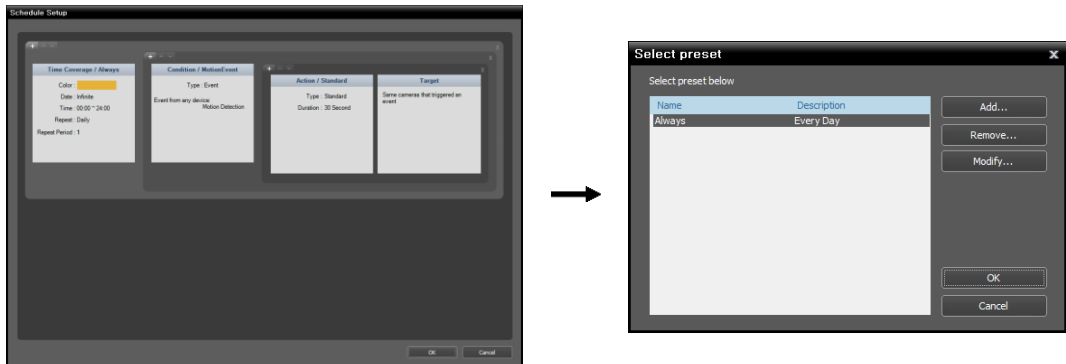 Schedule Setup
+ - -
x
Time Coverage / Always
Color :
Date : Infinite
Time : 00:00 ~ 24:00
Repeat : Daily
Repeat Period : 1
+ - -
x
Condition / MotionEvent
Type : Event
Event from any device:
Motion Detection
+ - -
x
Action / Standard
Type : Standard
Duration : 30 Second
Target
Same cameras that triggered an
event
OK
Cancel
Select preset
x
Select preset below
Name Description
Always Every Day
Add...
Remove...
Modify...
OK
Cancel